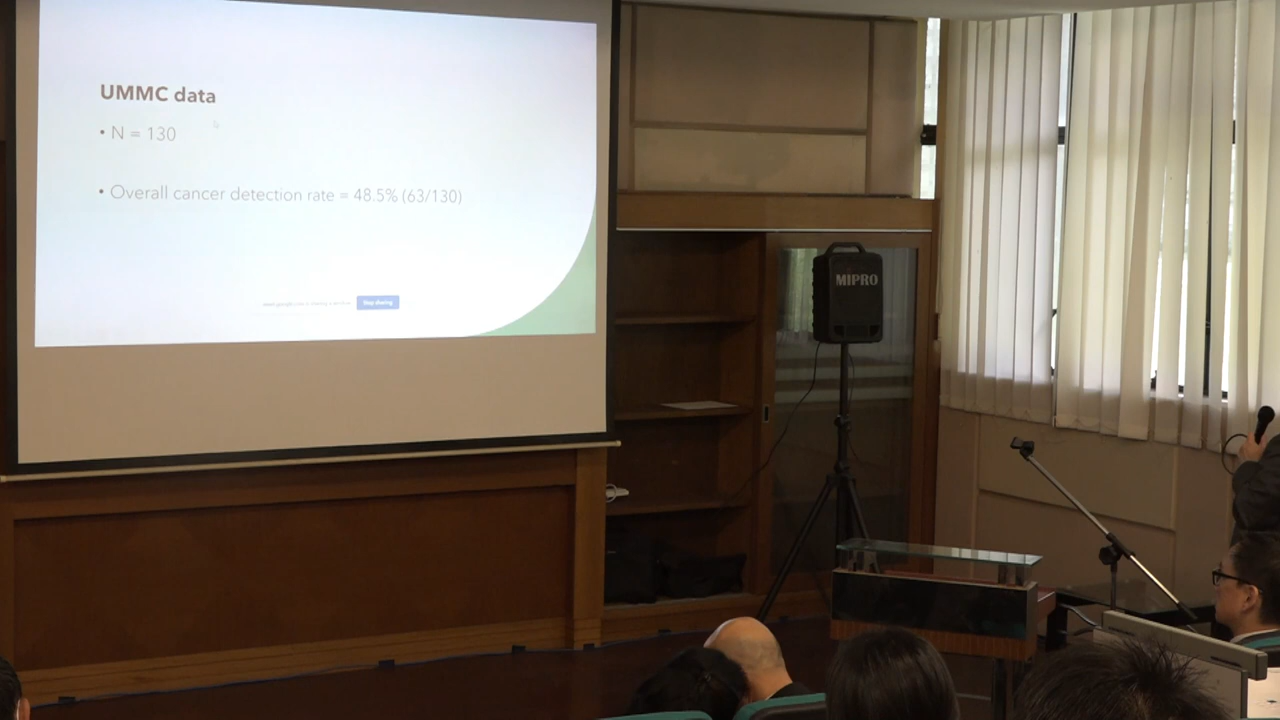 UMMC data
• N = 130
• Overall cancer detection rate = 48.5% (63/130)
Stop sharing
MIPRO